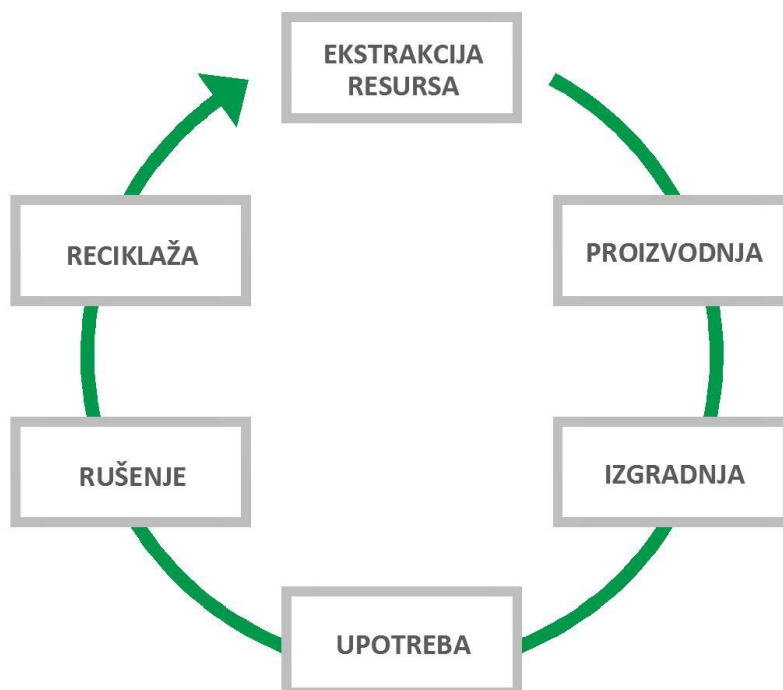 EKSTRAKCIJA
RESURSA
PROIZVODNJA
IZGRADNJA
UPOTREBA
RUŠENJE
RECIKLAŽA